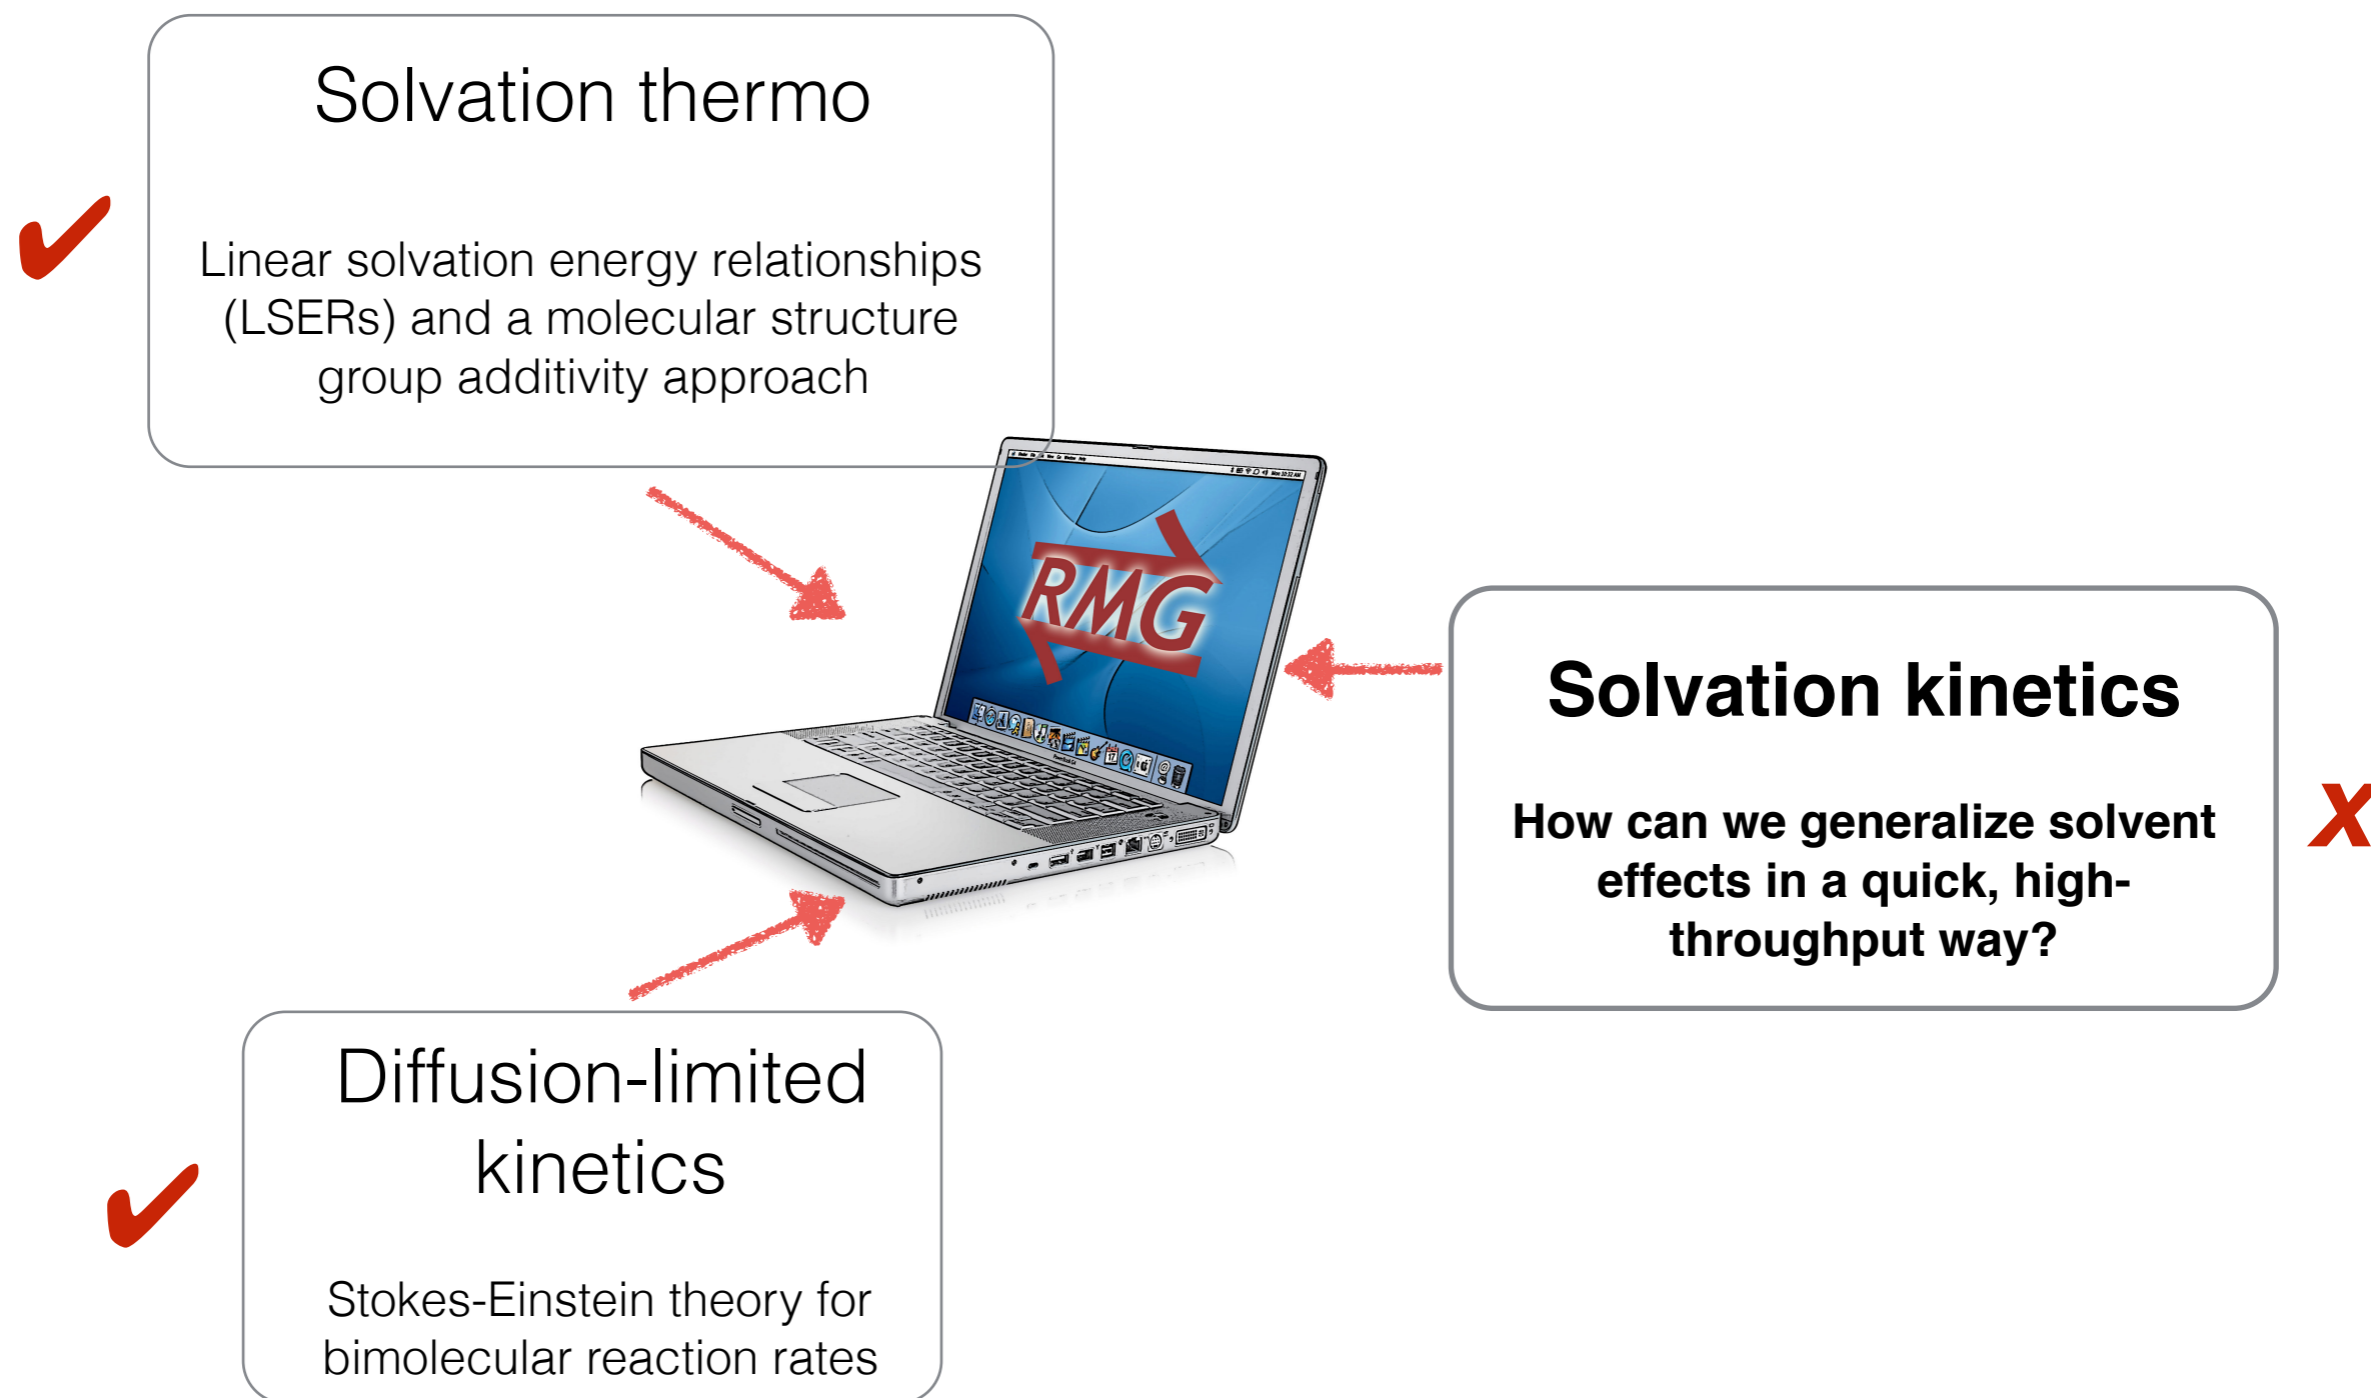 Solvation thermo
✔
Linear solvation energy relationships
(LSERs) and a molecular structure
group additivity approach
RMG
Solvation kinetics
How can we generalize solvent
effects in a quick, high-
throughput way?
x
Diffusion-limited
kinetics
✔
Stokes-Einstein theory for
bimolecular reaction rates